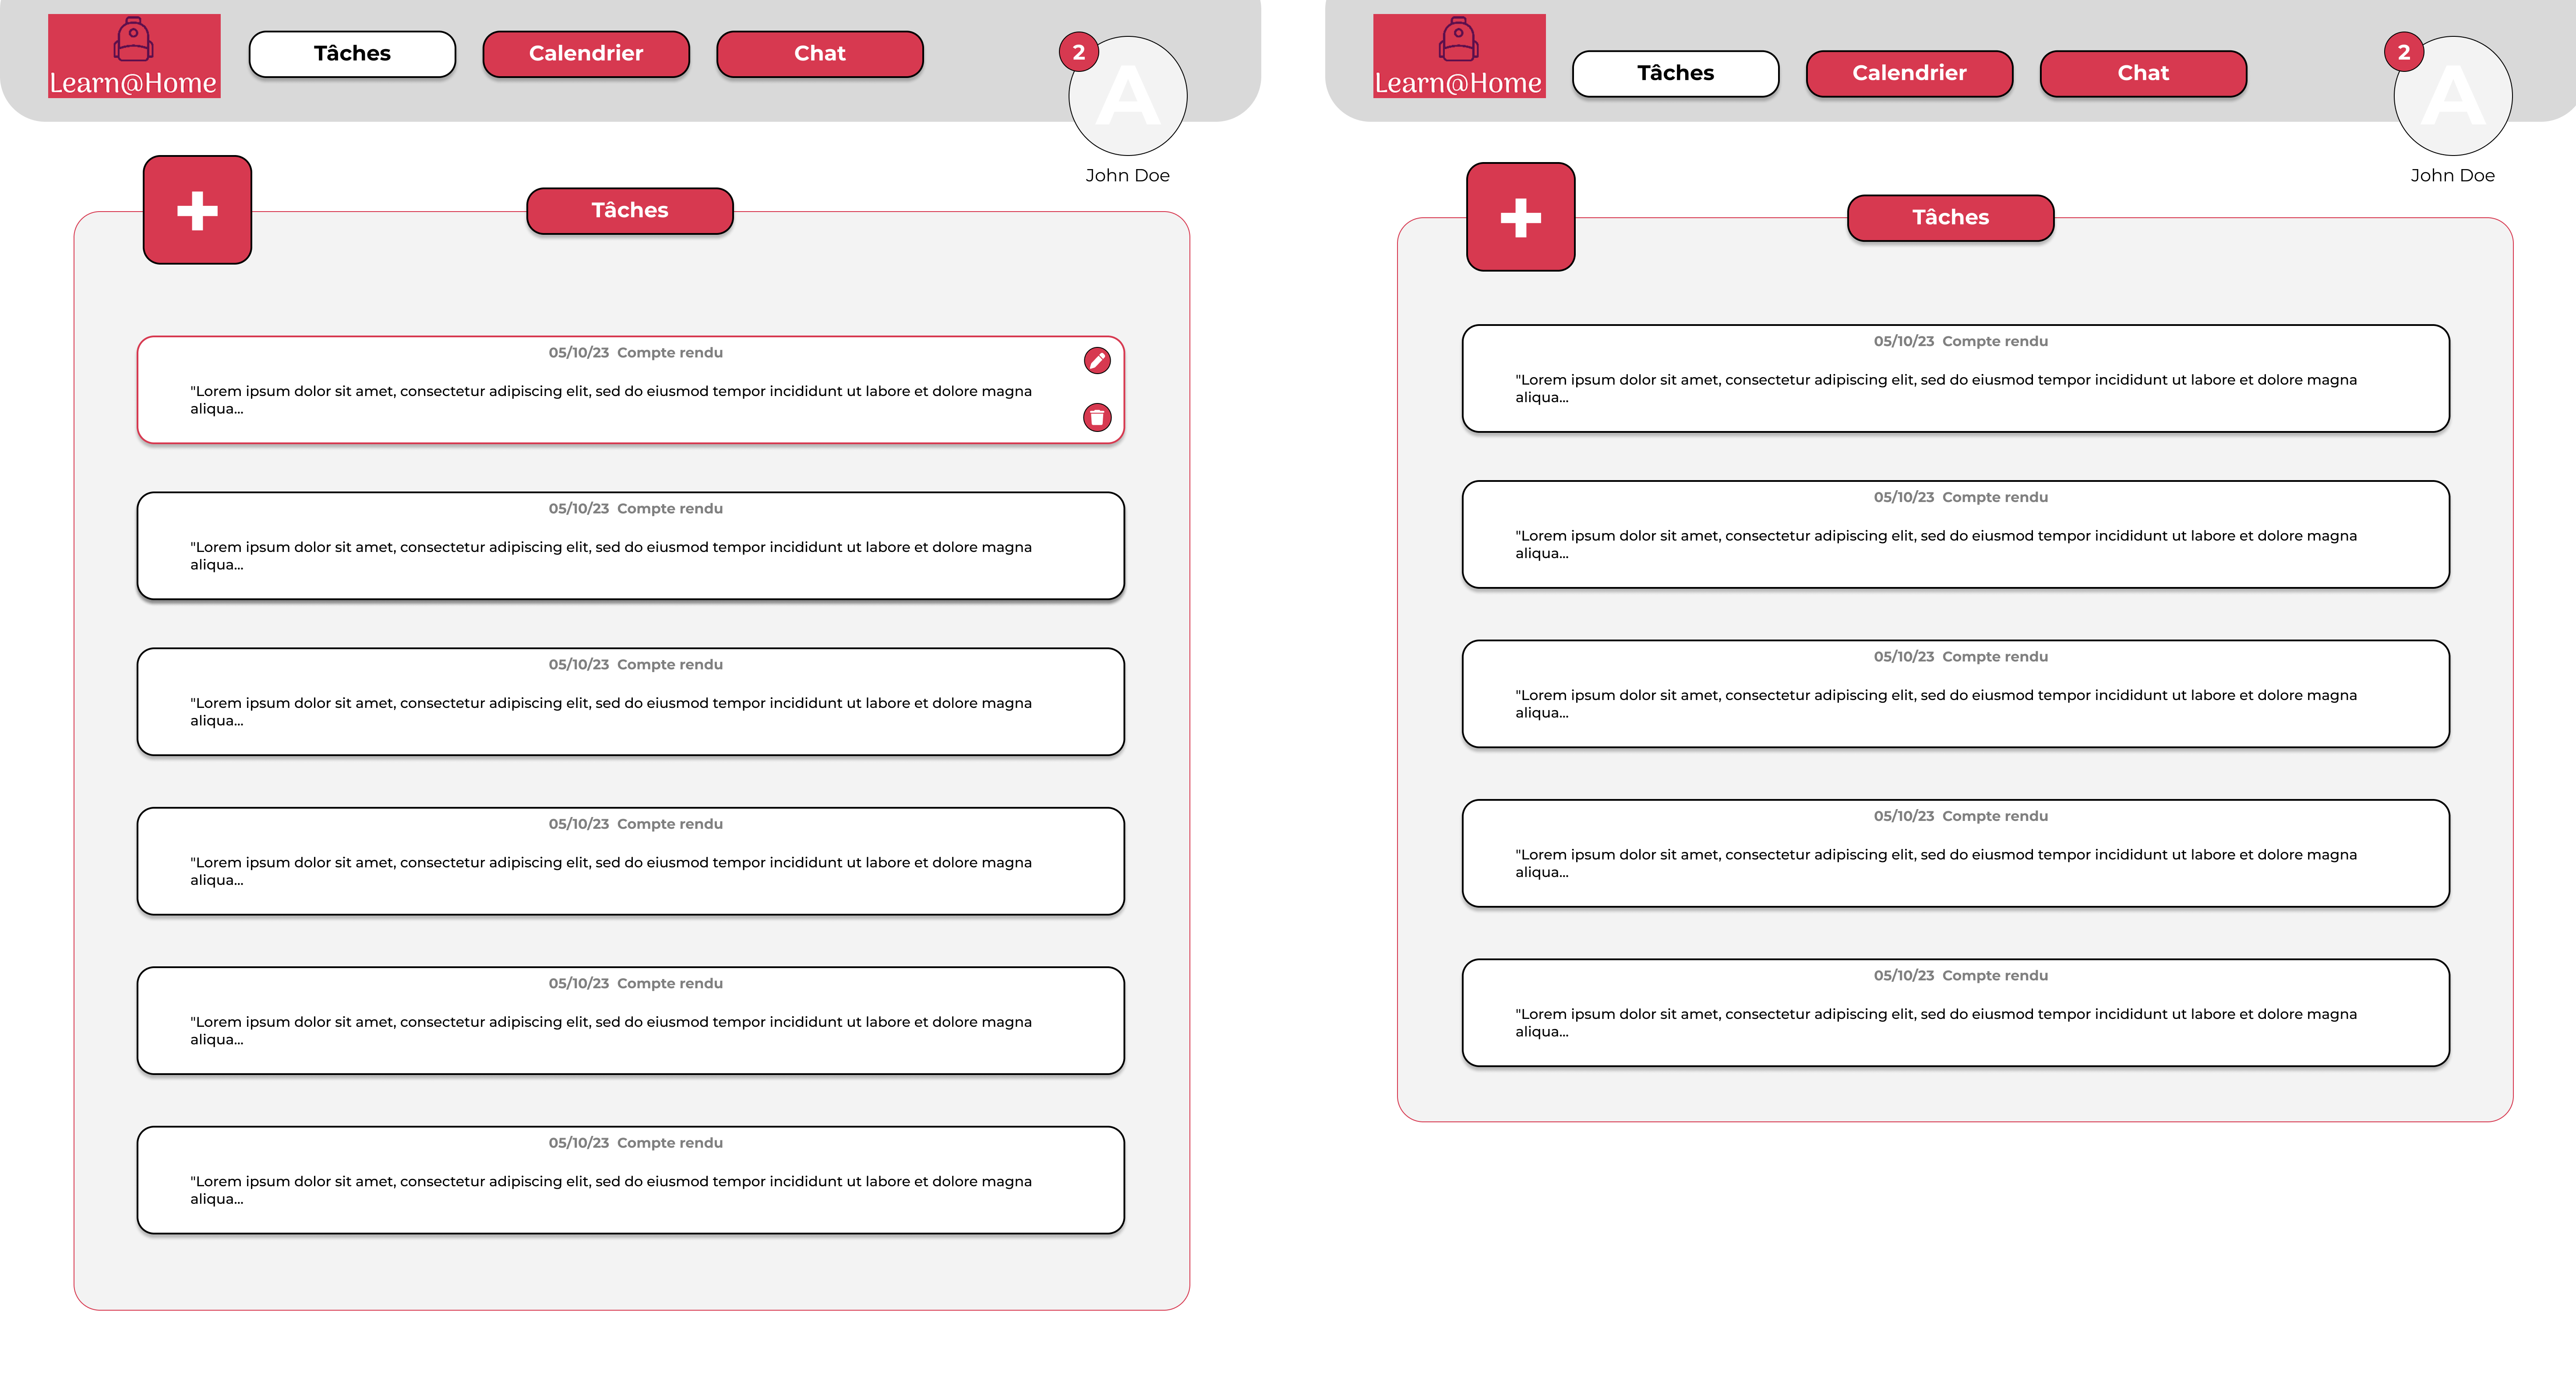 Learn@Home
Tâches
Calendrier
Chat
2
A
John Doe
+
Tâches
05/10/23 Compte rendu
"Lorem ipsum dolor sit amet, consectetur adipiscing elit, sed do eiusmod tempor incididunt ut labore et dolore magna
aliqua...
05/10/23 Compte rendu
"Lorem ipsum dolor sit amet, consectetur adipiscing elit, sed do eiusmod tempor incididunt ut labore et dolore magna
aliqua...
05/10/23 Compte rendu
"Lorem ipsum dolor sit amet, consectetur adipiscing elit, sed do eiusmod tempor incididunt ut labore et dolore magna
aliqua...
05/10/23 Compte rendu
"Lorem ipsum dolor sit amet, consectetur adipiscing elit, sed do eiusmod tempor incididunt ut labore et dolore magna
aliqua...
05/10/23 Compte rendu
"Lorem ipsum dolor sit amet, consectetur adipiscing elit, sed do eiusmod tempor incididunt ut labore et dolore magna
aliqua...
05/10/23 Compte rendu
"Lorem ipsum dolor sit amet, consectetur adipiscing elit, sed do eiusmod tempor incididunt ut labore et dolore magna
aliqua...
Learn@Home
Tâches
Calendrier
Chat
2
A
John Doe
+
Tâches
05/10/23 Compte rendu
"Lorem ipsum dolor sit amet, consectetur adipiscing elit, sed do eiusmod tempor incididunt ut labore et dolore magna
aliqua...
05/10/23 Compte rendu
"Lorem ipsum dolor sit amet, consectetur adipiscing elit, sed do eiusmod tempor incididunt ut labore et dolore magna
aliqua...
05/10/23 Compte rendu
"Lorem ipsum dolor sit amet, consectetur adipiscing elit, sed do eiusmod tempor incididunt ut labore et dolore magna
aliqua...
05/10/23 Compte rendu
"Lorem ipsum dolor sit amet, consectetur adipiscing elit, sed do eiusmod tempor incididunt ut labore et dolore magna
aliqua...
05/10/23 Compte rendu
"Lorem ipsum dolor sit amet, consectetur adipiscing elit, sed do eiusmod tempor incididunt ut labore et dolore magna
aliqua...